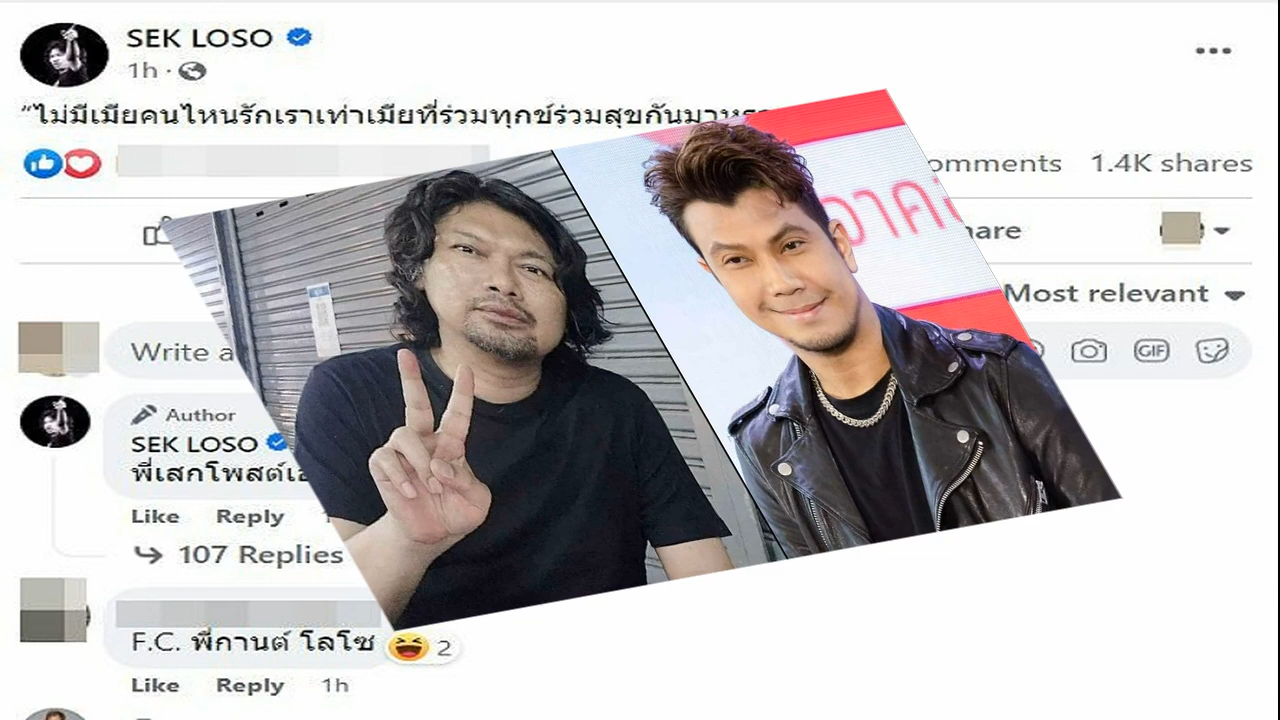 SEK LOSO
1h ·
“ไม่มีเมียคนไหนรักเราเท่าเมียที่ร่วมทุกข์ร่วมสุขกันมา
omments 1.4K shares
hare
Most relevant
Write a
GIF
Author
SEK LOSO
พี่เสกโพสต์เอ
Like Reply
107 Replies
F.C. พี่กานต์ โลโซ
2
Like Reply 1h
อาค